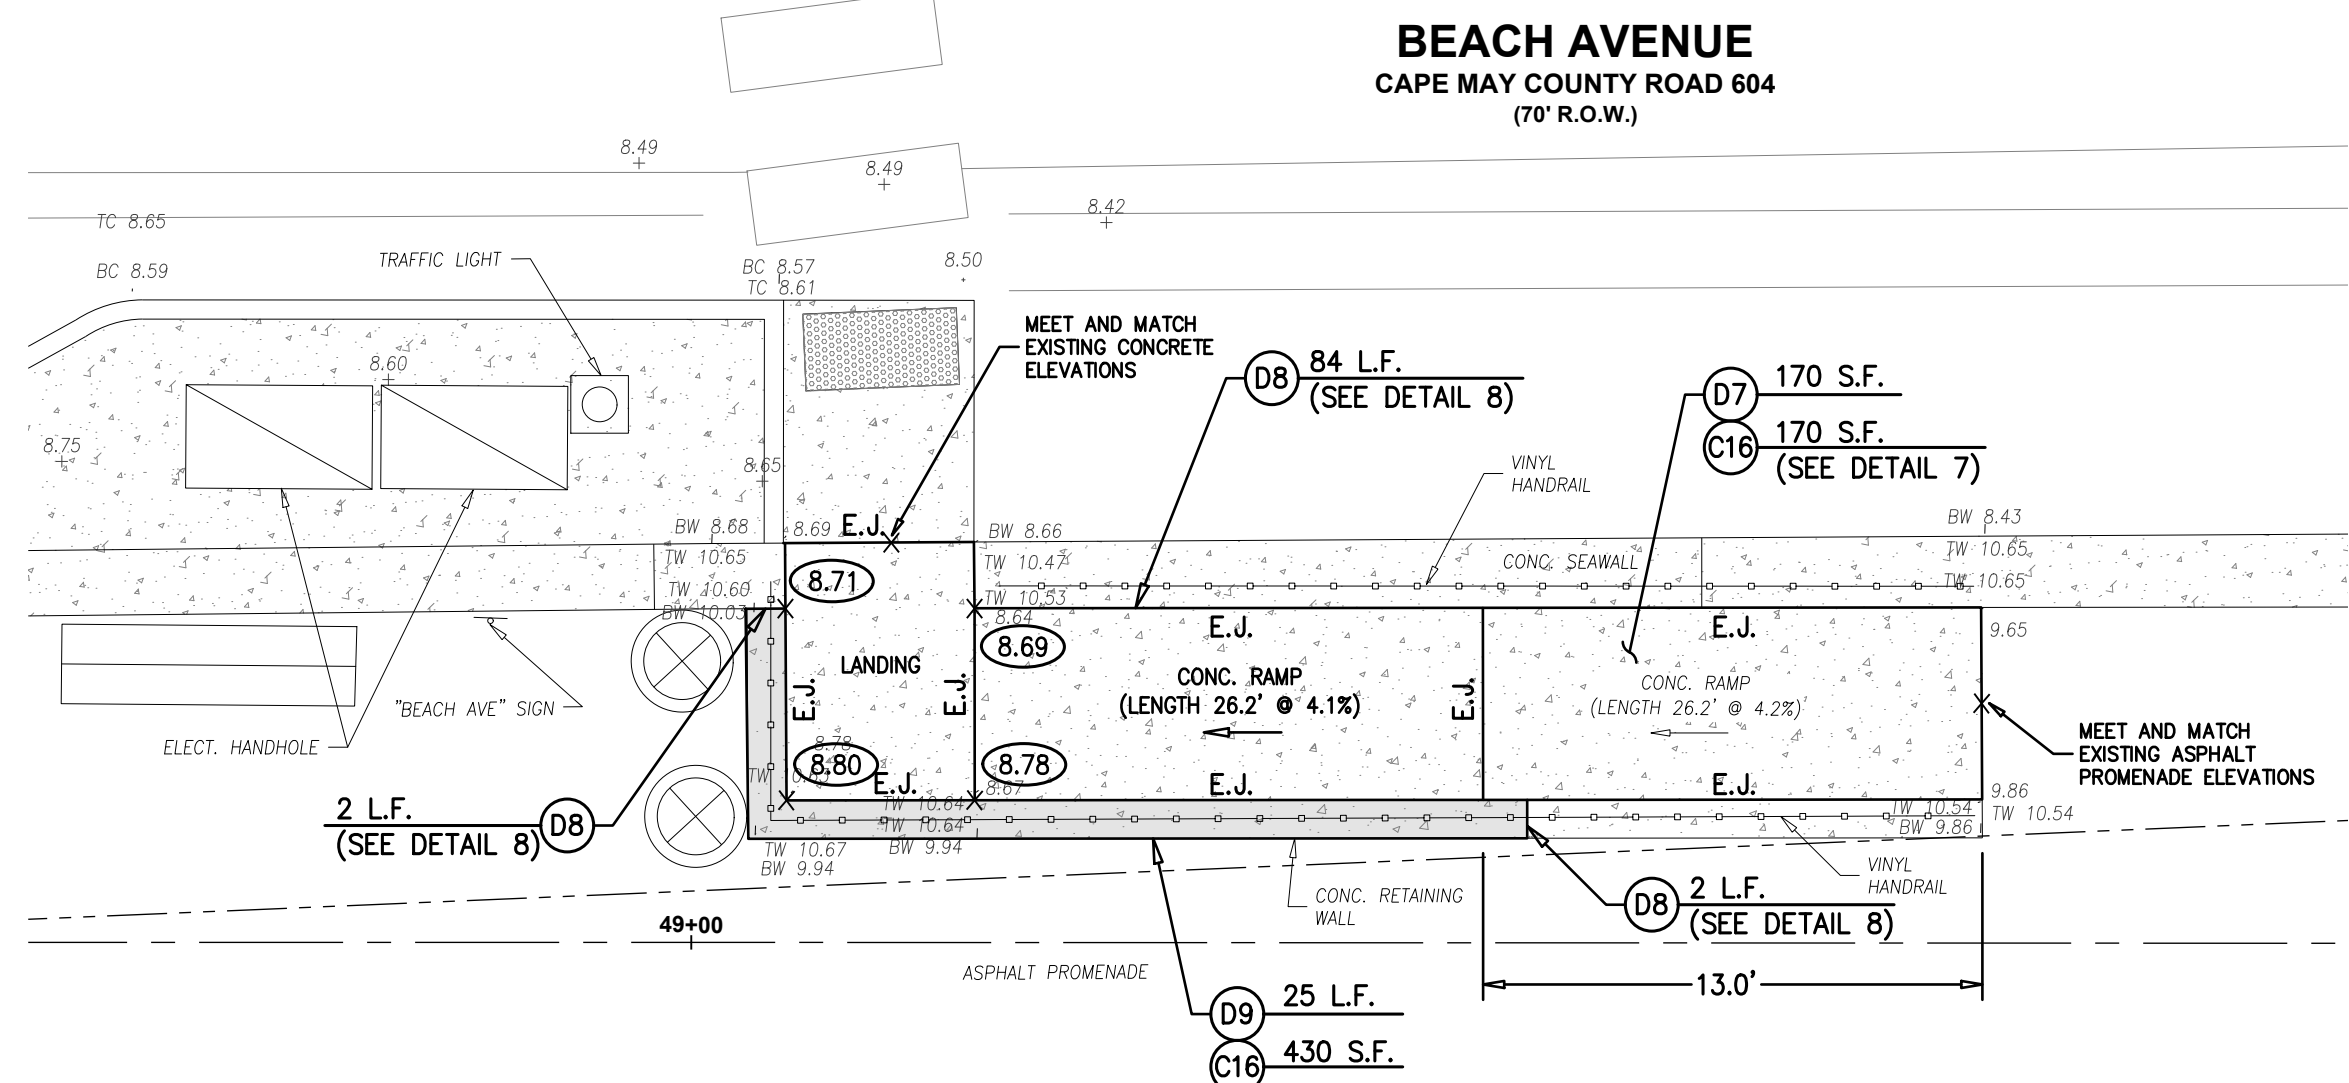 BEACH AVENUE
CAPE MAY COUNTY ROAD 604
(70' R.O.W.)
8.49
8.49
8.42
TC 8.65
BC 8.59
TRAFFIC LIGHT
BC 8.57
TC 8.61
8.50
MEET AND MATCH
EXISTING CONCRETE
ELEVATIONS
D8 84 L.F.
(SEE DETAIL 8)
D7 170 S.F.
C16 170 S.F.
(SEE DETAIL 7)
8.60
8.75
8.65
VINYL
HANDRAIL
BW 8.68
8.69
E.J.
BW 8.66
BW 8.43
TW 10.65
TW 10.47
CONC. SEAWALL
TW 10.65
TW 10.60
8.71
TW 10.53
TW 10.65
BW 10.03
8.64
E.J.
E.J.
9.65
8.69
LANDING
CONC. RAMP
(LENGTH 26.2' @ 4.1%)
CONC. RAMP
(LENGTH 26.2' @ 4.2%)
E.J.
E.J.
E.J.
"BEACH AVE" SIGN
ELECT. HANDHOLE
MEET AND MATCH
EXISTING ASPHALT
PROMENADE ELEVATIONS
8.78
8.80
8.78
E.J.
8.67
E.J.
E.J.
9.86
TW 10.64
TW 10.64
TW 10.54
TW 10.54
BW 9.86
2 L.F.
(SEE DETAIL 8) D8
TW 10.67
BW 9.94
BW 9.94
VINYL
HANDRAIL
CONC. RETAINING
WALL
D8 2 L.F.
(SEE DETAIL 8)
49+00
ASPHALT PROMENADE
13.0'
D9 25 L.F.
C16 430 S.F.